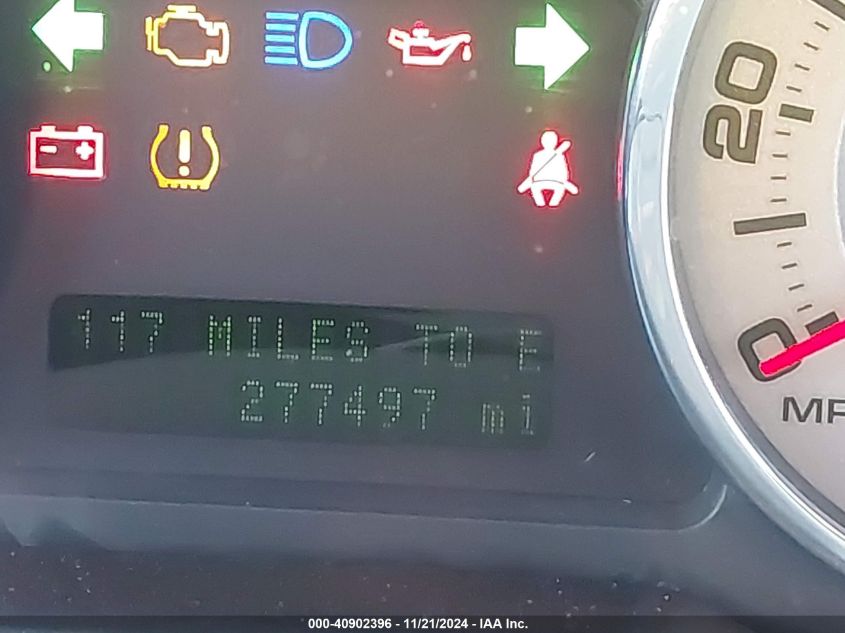 20
117 MILES TO E
277497 mi
0
MP
000-40902396 - 11/21/2024 - IAA Inc.